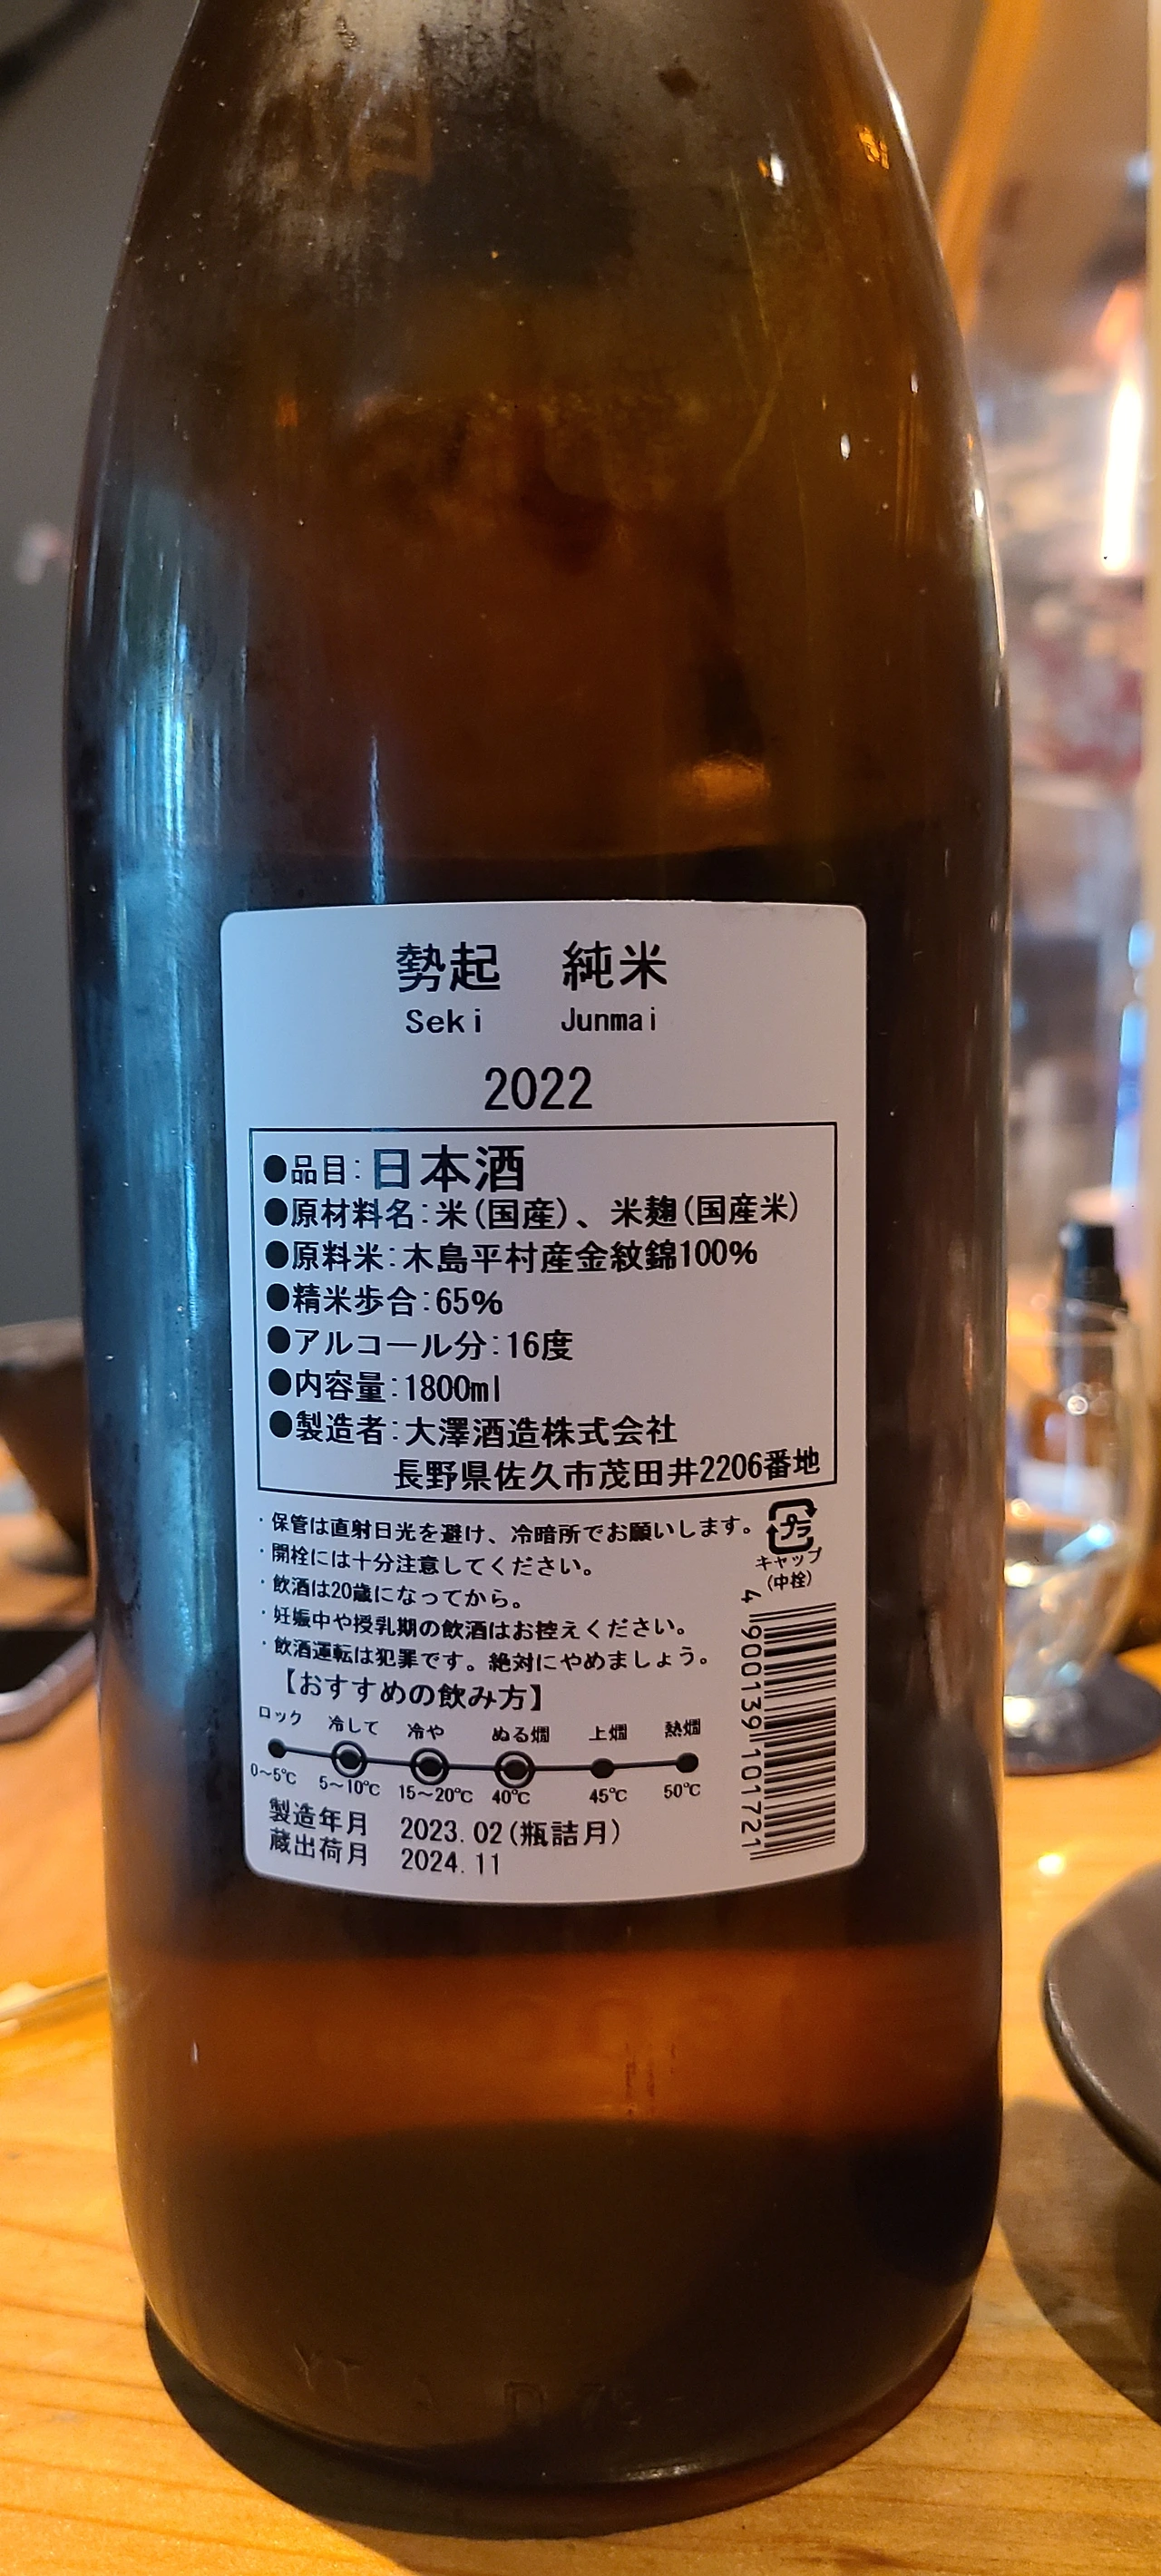 勢起 純米
Seki Junmai
2022
●品目:日本酒
●原材料名:米(国産)、米麹(国産米)
●原料米:木島平村産金紋錦100%
●精米歩合:65%
●アルコール分:16度
●内容量:1800ml
●製造者:大澤酒造株式会社
長野県佐久市茂田井2206番地
・保管は直射日光を避け、冷暗所でお願いします。
・開栓には十分注意してください。
・飲酒は20歳になってから。
・妊娠中や授乳期の飲酒はお控えください。
・飲酒運転は犯罪です。絶対にやめましょう。
プラ
キャップ
(中栓)
【おすすめの飲み方】
ロック 冷して 冷や ぬる燗 上燗 熱燗
0～5℃ 5～10℃ 15～20℃ 40℃ 45℃ 50℃
製造年月 2023.02(瓶詰月)
蔵出荷月 2024.11
4 900139 101721